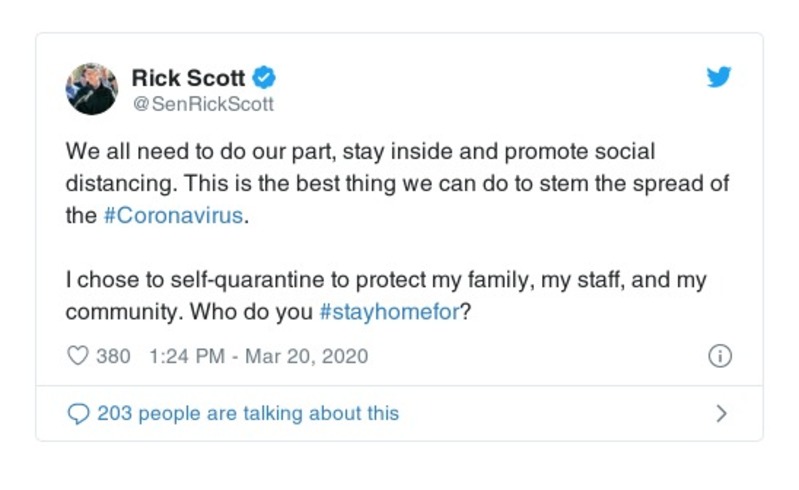 Rick Scott
@SenRickScott
We all need to do our part, stay inside and promote social
distancing. This is the best thing we can do to stem the spread of
the #Coronavirus.
I chose to self-quarantine to protect my family, my staff, and my
community. Who do you #stayhomefor?
380 1:24 PM - Mar 20, 2020
203 people are talking about this